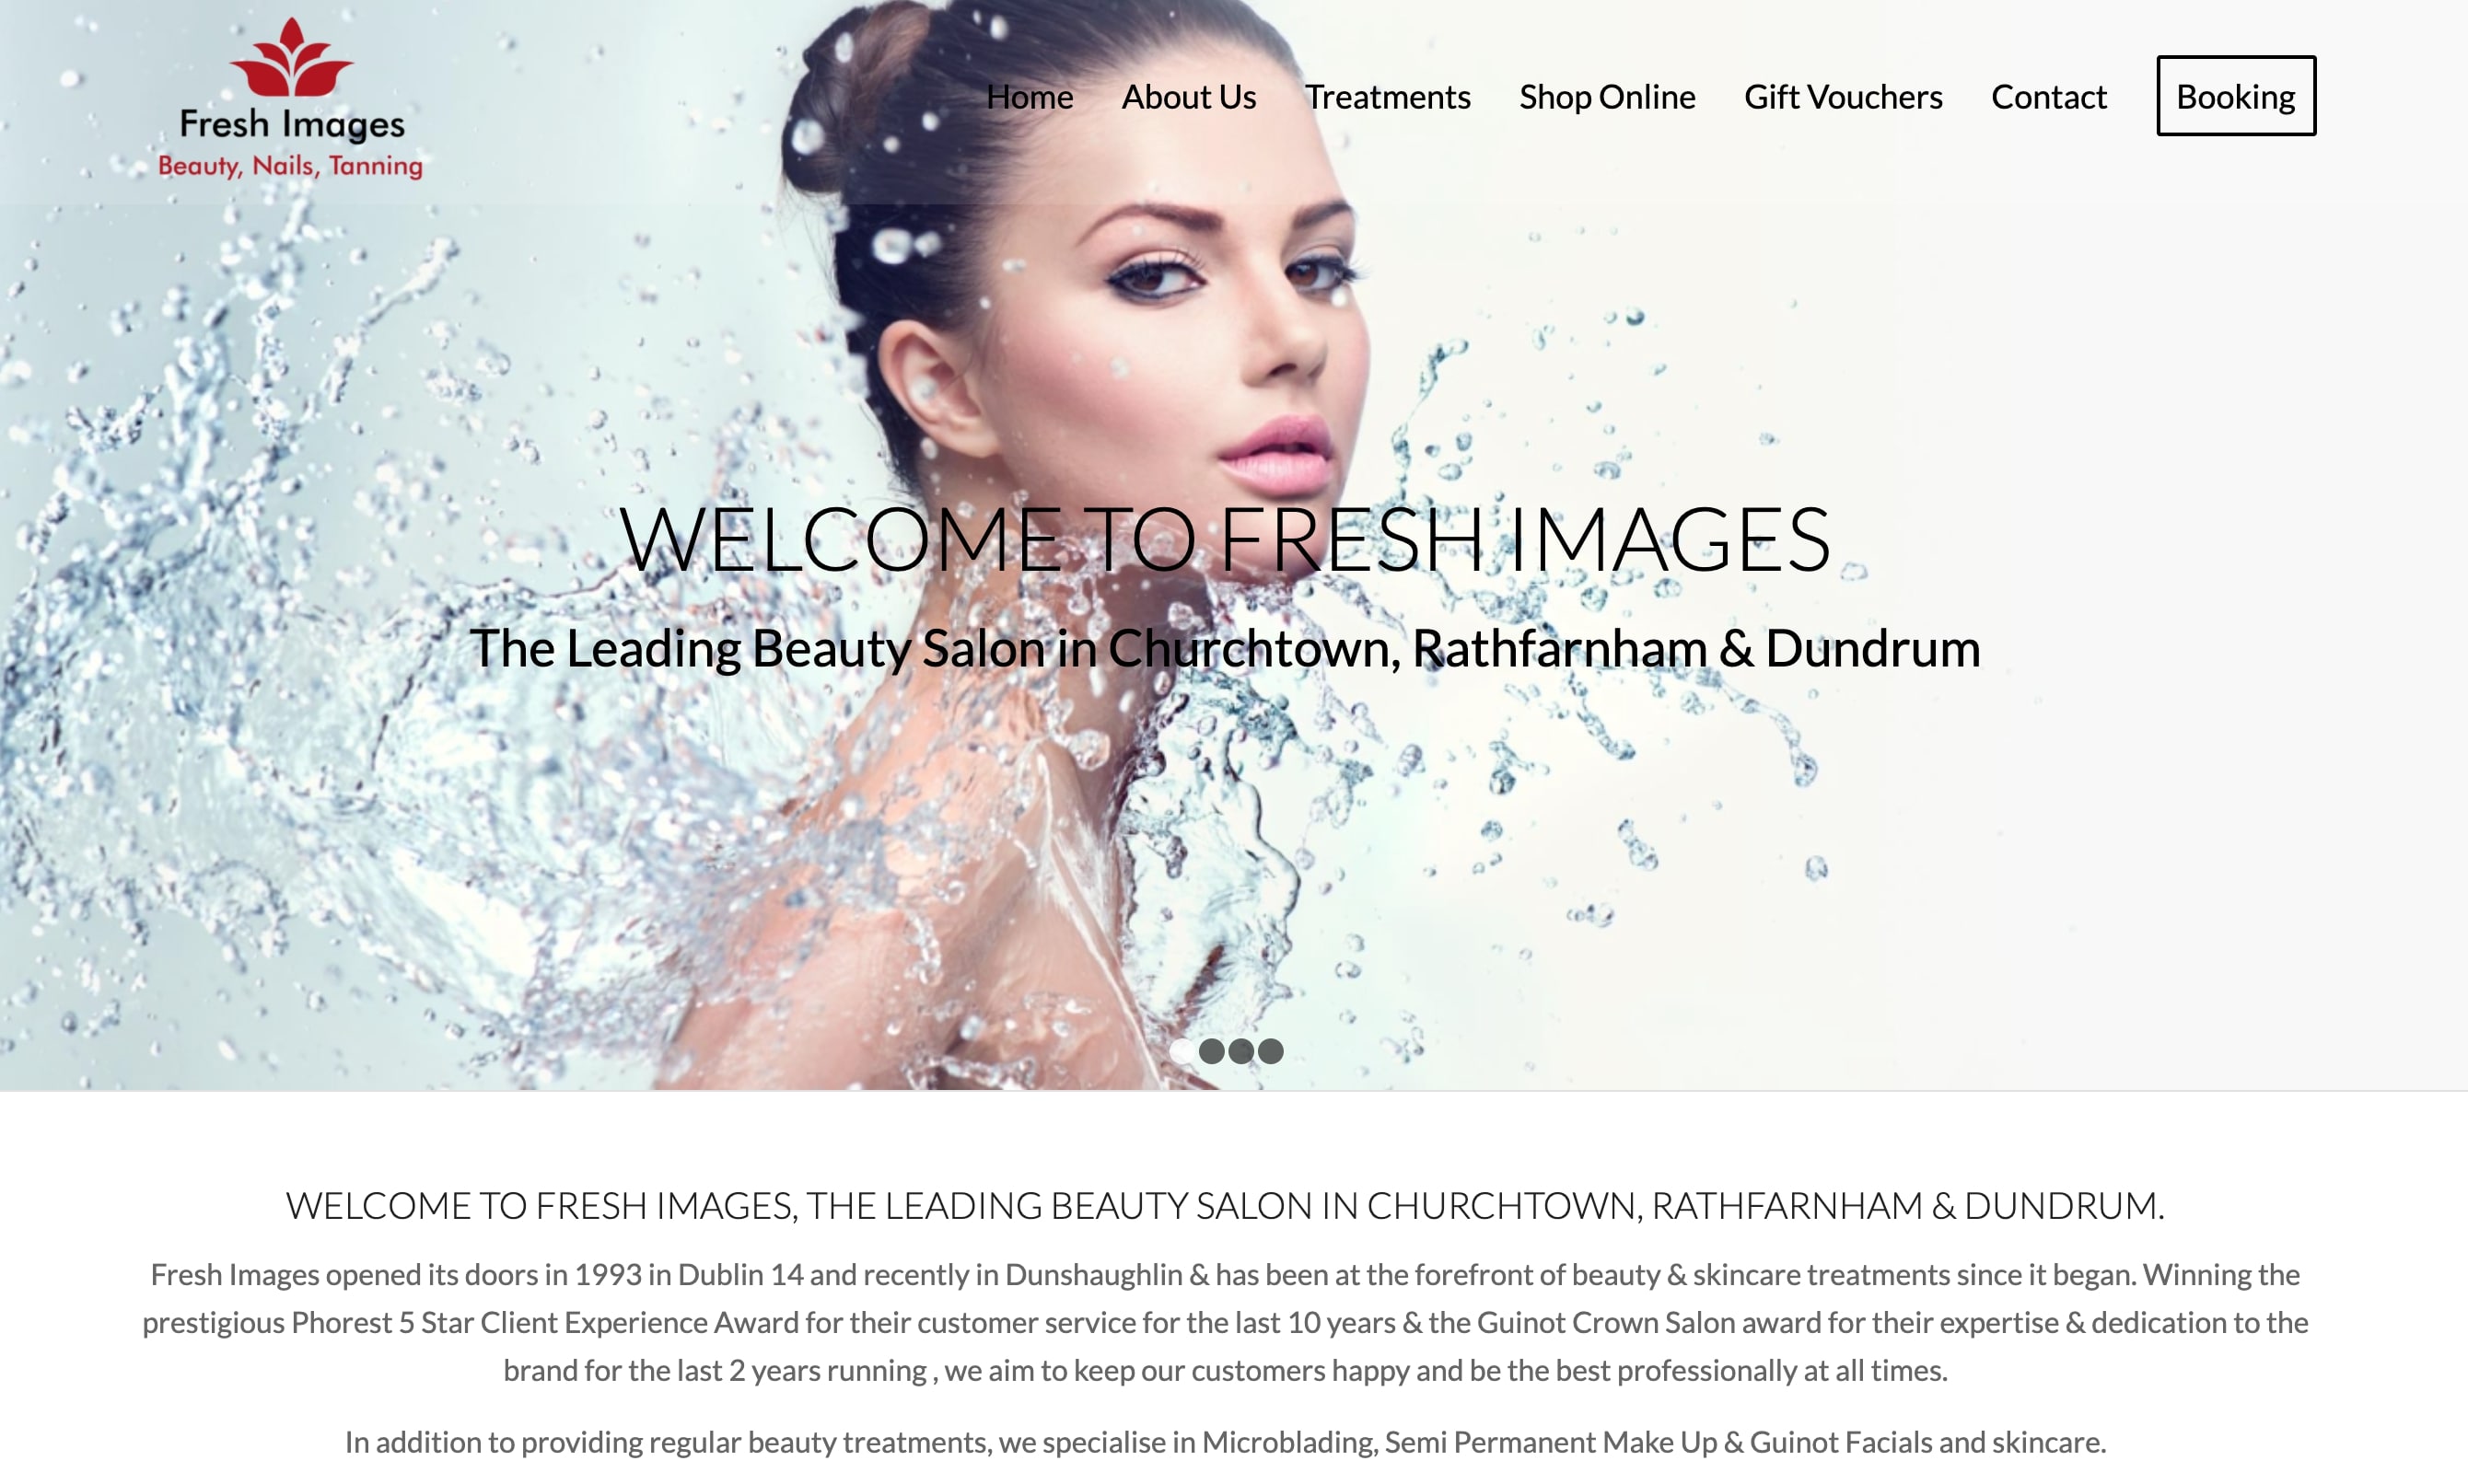 Fresh Images
Beauty, Nails, Tanning
Home About Us Treatments Shop Online Gift Vouchers Contact Booking
WELCOME TO FRESH IMAGES
The Leading Beauty Salon in Churchtown, Rathfarnham & Dundrum
WELCOME TO FRESH IMAGES, THE LEADING BEAUTY SALON IN CHURCHTOWN, RATHFARNHAM & DUNDRUM.
Fresh Images opened its doors in 1993 in Dublin 14 and recently in Dunshaughlin & has been at the forefront of beauty & skincare treatments since it began. Winning the
prestigious Phorest 5 Star Client Experience Award for their customer service for the last 10 years & the Guinot Crown Salon award for their expertise & dedication to the
brand for the last 2 years running , we aim to keep our customers happy and be the best professionally at all times.
In addition to providing regular beauty treatments, we specialise in Microblading, Semi Permanent Make Up & Guinot Facials and skincare.